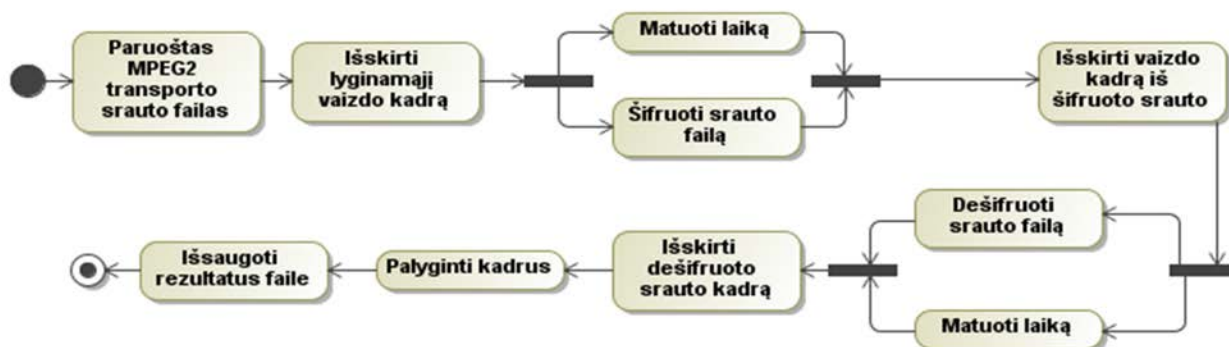 Paruoštas
MPEG2
transporto
srauto failas
Išskirti
lyginamąjį
vaizdo kadrą
Matuoti laiką
Šifruoti srauto
failą
Išskirti vaizdo
kadrą iš
šifruoto srauto
Dešifruoti
srauto failą
Matuoti laiką
Išskirti
dešifruoto
srauto kadrą
Palyginti kadrus
Išsaugoti
rezultatus faile